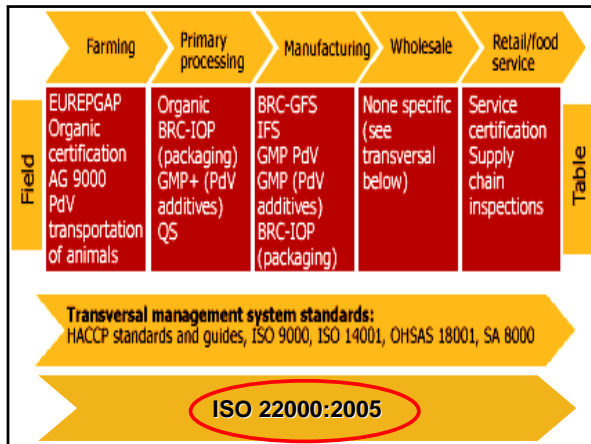 Farming
Primary
processing
Manufacturing
Wholesale
Retail/food
service
Field
EUREPGAP
Organic
certification
AG 9000
PdV
transportation
of animals
Organic
BRC-IOP
(packaging)
GMP+ (PdV
additives)
QS
BRC-GFS
IFS
GMP PdV
GMP (PdV
additives)
BRC-IOP
(packaging)
None specific
(see
transversal
below)
Service
certification
Supply
chain
inspections
Table
Transversal management system standards:
HACCP standards and guides, ISO 9000, ISO 14001, OHSAS 18001, SA 8000
ISO 22000:2005